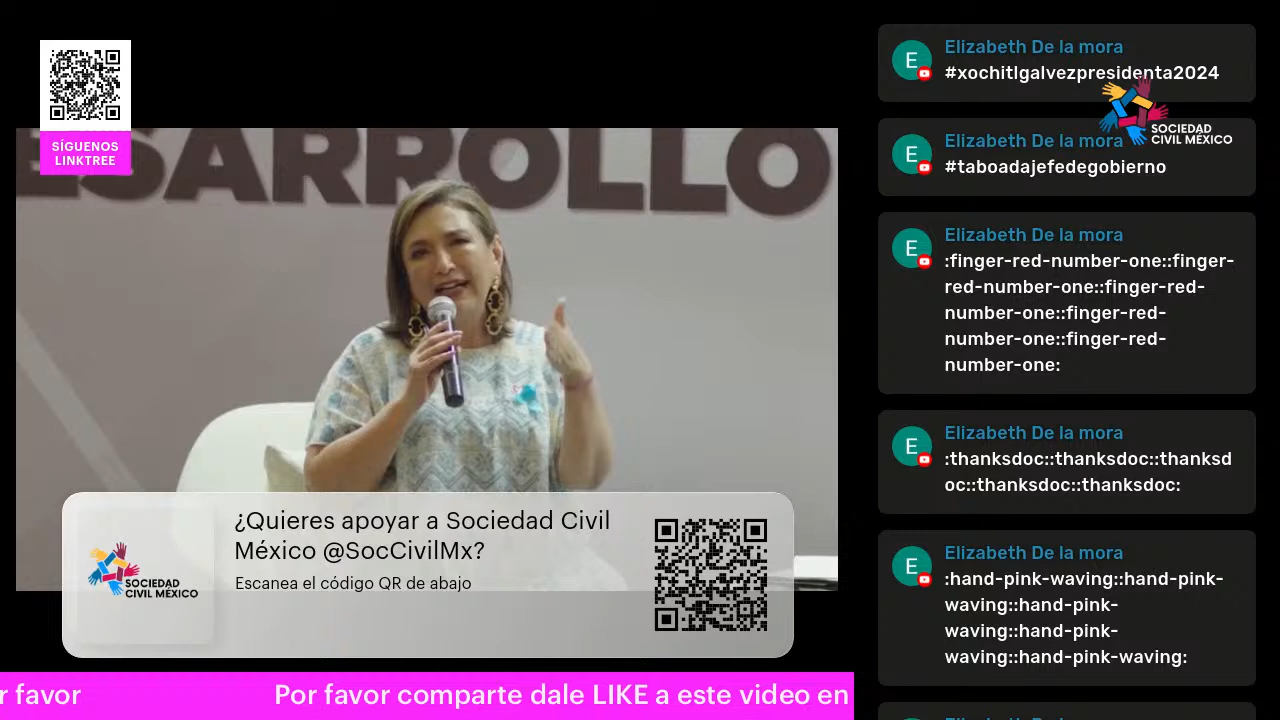 SÍGUENOS
LINKTREE
ESARROLLO
¿Quieres apoyar a Sociedad Civil
México @SocCivilMx?
Escanea el código QR de abajo
SOCIEDAD
CIVIL MÉXICO
r favor
Por favor comparte dale LIKE a este video en
Elizabeth De la mora
#xochitlgalvezpresidenta2024
SOCIEDAD
CIVIL MÉXICO
Elizabeth De la mora
#taboadajefedegobierno
Elizabeth De la mora
:finger-red-number-one::finger-
red-number-one::finger-red-
number-one::finger-red-
number-one::finger-red-
number-one:
Elizabeth De la mora
:thanksdoc::thanksdoc::thanksd
oc::thanksdoc::thanksdoc:
Elizabeth De la mora
:hand-pink-waving::hand-pink-
waving::hand-pink-
waving::hand-pink-
waving::hand-pink-waving: